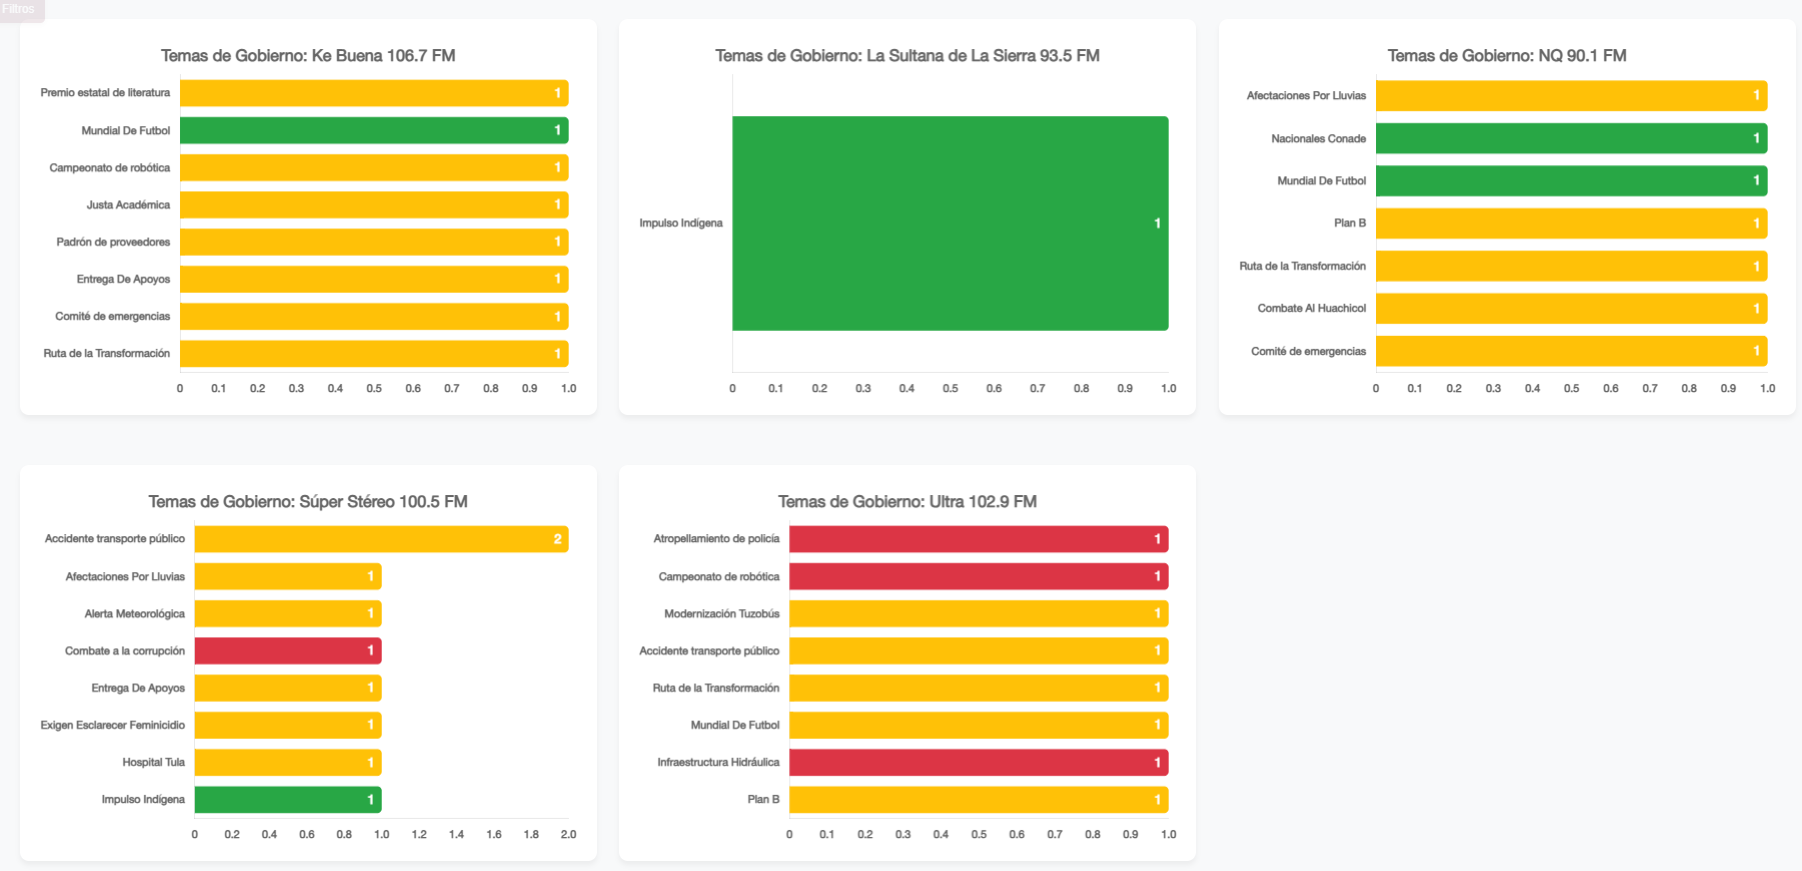 Filtros
Temas de Gobierno: Ke Buena 106.7 FM
Premio estatal de literatura 1
Mundial De Futbol 1
Campeonato de robótica 1
Justa Académica 1
Padrón de proveedores 1
Entrega De Apoyos 1
Comité de emergencias 1
Ruta de la Transformación 1
0 0.1 0.2 0.3 0.4 0.5 0.6 0.7 0.8 0.9 1.0
Temas de Gobierno: La Sultana de La Sierra 93.5 FM
Impulso Indígena 1
0 0.1 0.2 0.3 0.4 0.5 0.6 0.7 0.8 0.9 1.0
Temas de Gobierno: NQ 90.1 FM
Afectaciones Por Lluvias 1
Nacionales Conade 1
Mundial De Futbol 1
Plan B 1
Ruta de la Transformación 1
Combate Al Huachicol 1
Comité de emergencias 1
0 0.1 0.2 0.3 0.4 0.5 0.6 0.7 0.8 0.9 1.0
Temas de Gobierno: Súper Stéreo 100.5 FM
Accidente transporte público 2
Afectaciones Por Lluvias 1
Alerta Meteorológica 1
Combate a la corrupción 1
Entrega De Apoyos 1
Exigen Esclarecer Feminicidio 1
Hospital Tula 1
Impulso Indígena 1
0 0.2 0.4 0.6 0.8 1.0 1.2 1.4 1.6 1.8 2.0
Temas de Gobierno: Ultra 102.9 FM
Atropellamiento de policía 1
Campeonato de robótica 1
Modernización Tuzobús 1
Accidente transporte público 1
Ruta de la Transformación 1
Mundial De Futbol 1
Infraestructura Hidráulica 1
Plan B 1
0 0.1 0.2 0.3 0.4 0.5 0.6 0.7 0.8 0.9 1.0